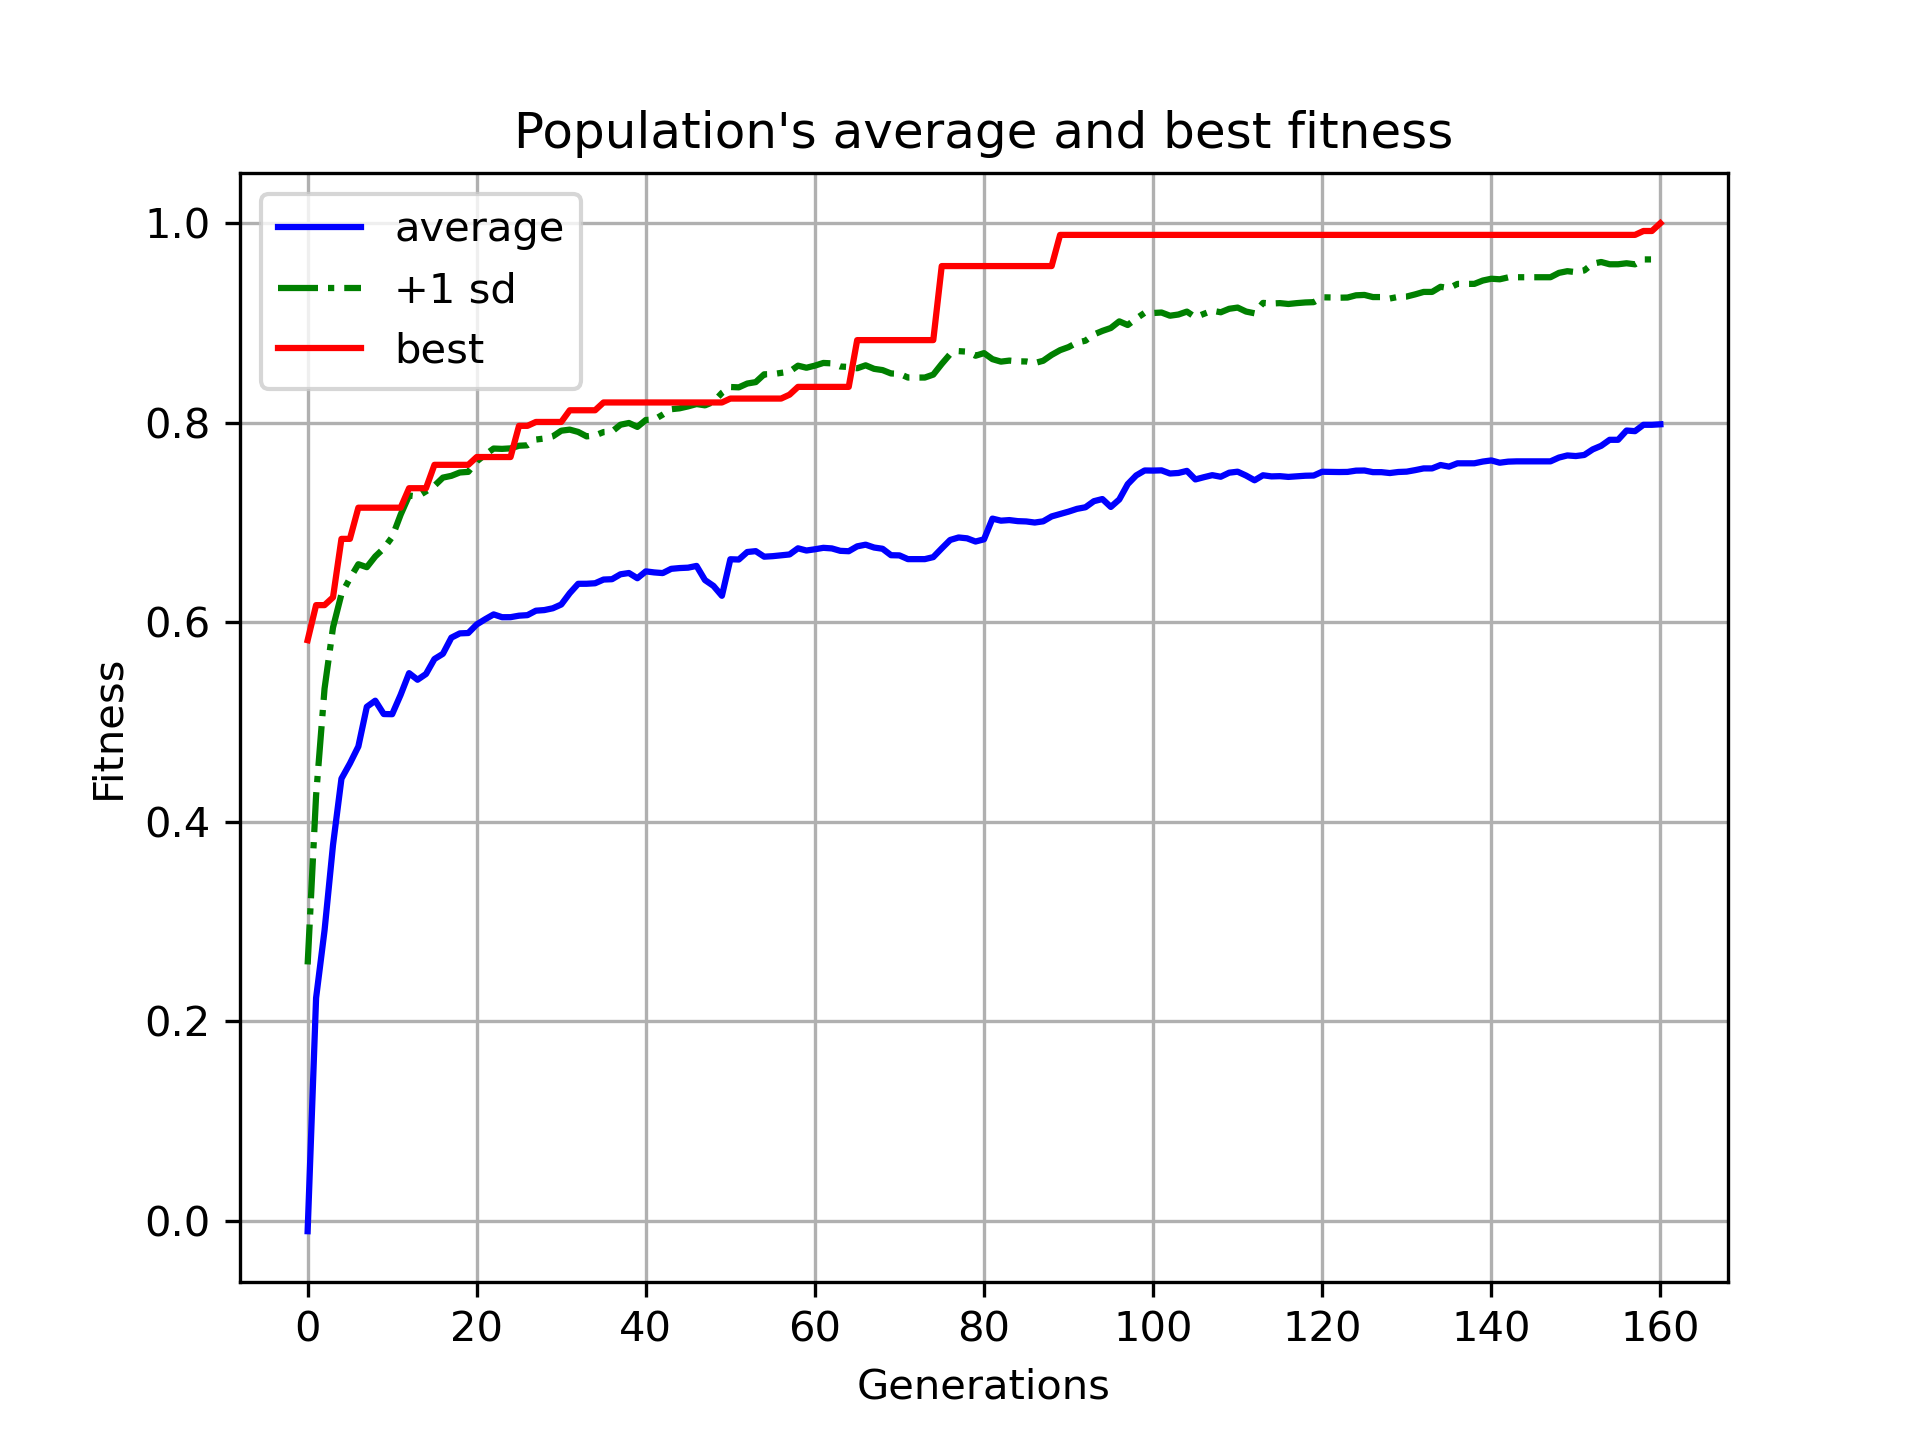 Population's average and best fitness
average
+1 sd
best
1.0
0.8
0.6
0.4
0.2
0.0
Fitness
0 20 40 60 80 100 120 140 160
Generations